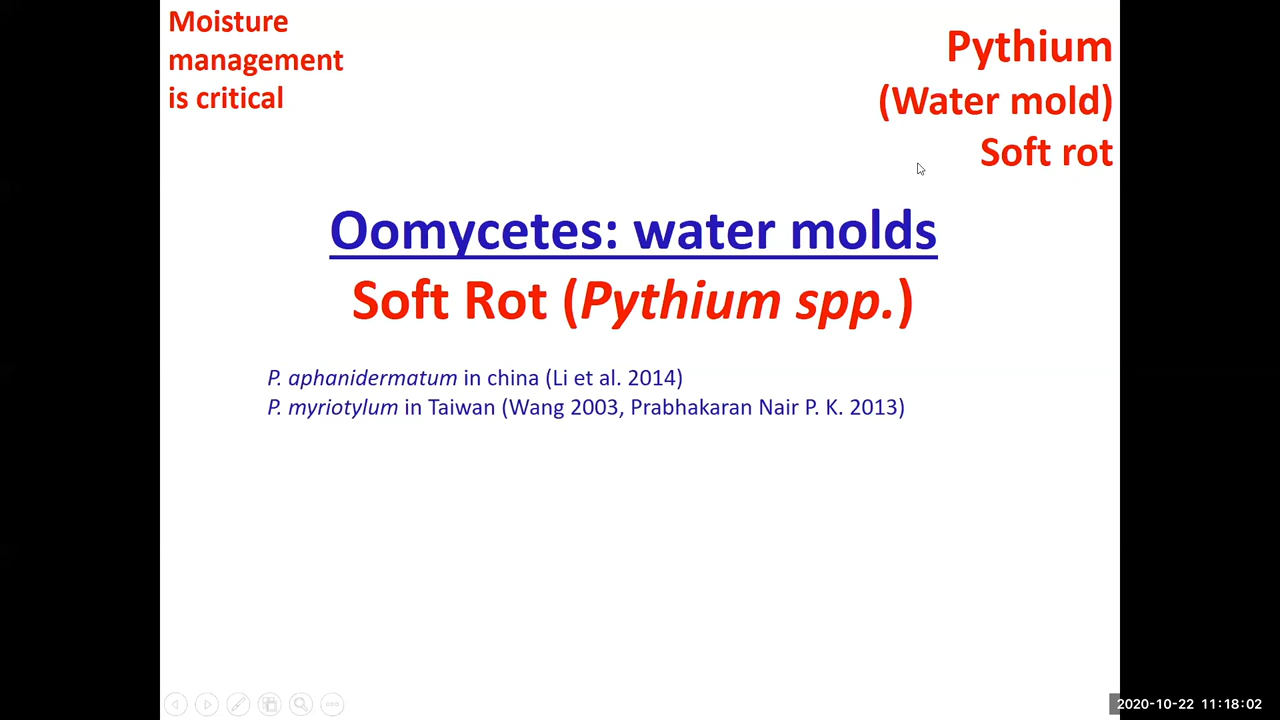 Moisture
management
is critical
Pythium
(Water mold)
Soft rot
Oomycetes: water molds
Soft Rot (Pythium spp.)
P. aphanidermatum in china (Li et al. 2014)
P. myriotylum in Taiwan (Wang 2003, Prabhakaran Nair P. K. 2013)
2020-10-22 11:18:02